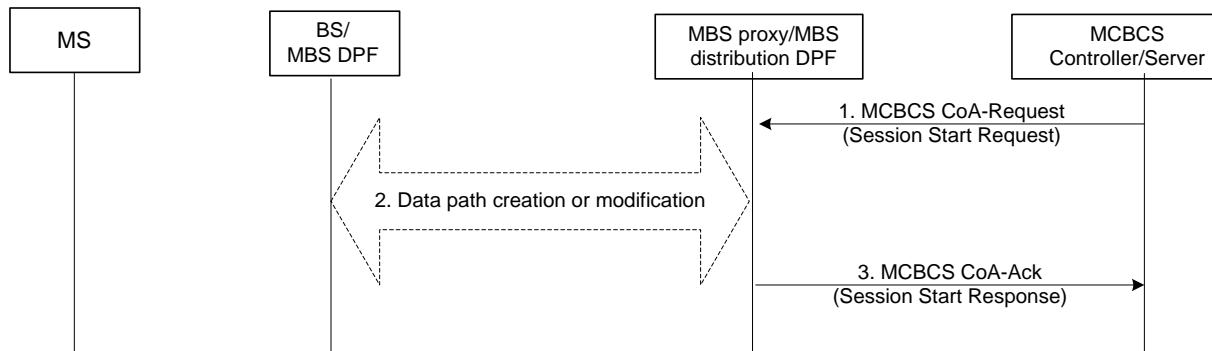 MS
BS/
MBS DPF
MBS proxy/MBS
distribution DPF
MCBCS
Controller/Server
1. MCBCS CoA-Request
(Session Start Request)
2. Data path creation or modification
3. MCBCS CoA-Ack
(Session Start Response)